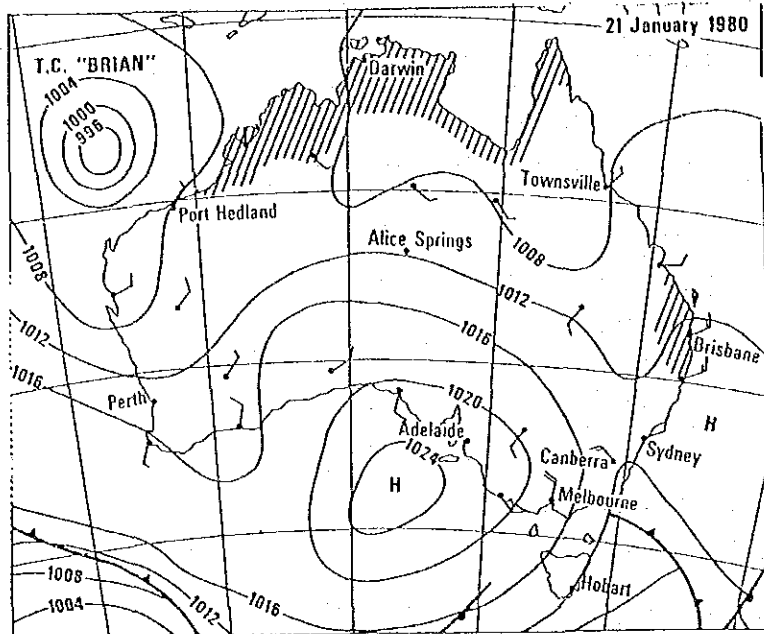 21 January 1980
T.C. "BRIAN"
Darwin
1004
1000
996
Townsville
Port Hedland
Alice Springs
1008
1008
1012
1012
1016
Brisbane
1016
1020
Perth
H
Adelaide
Sydney
1024
Canberra
H
Melbourne
Hobart
1008
1016
1012
1004